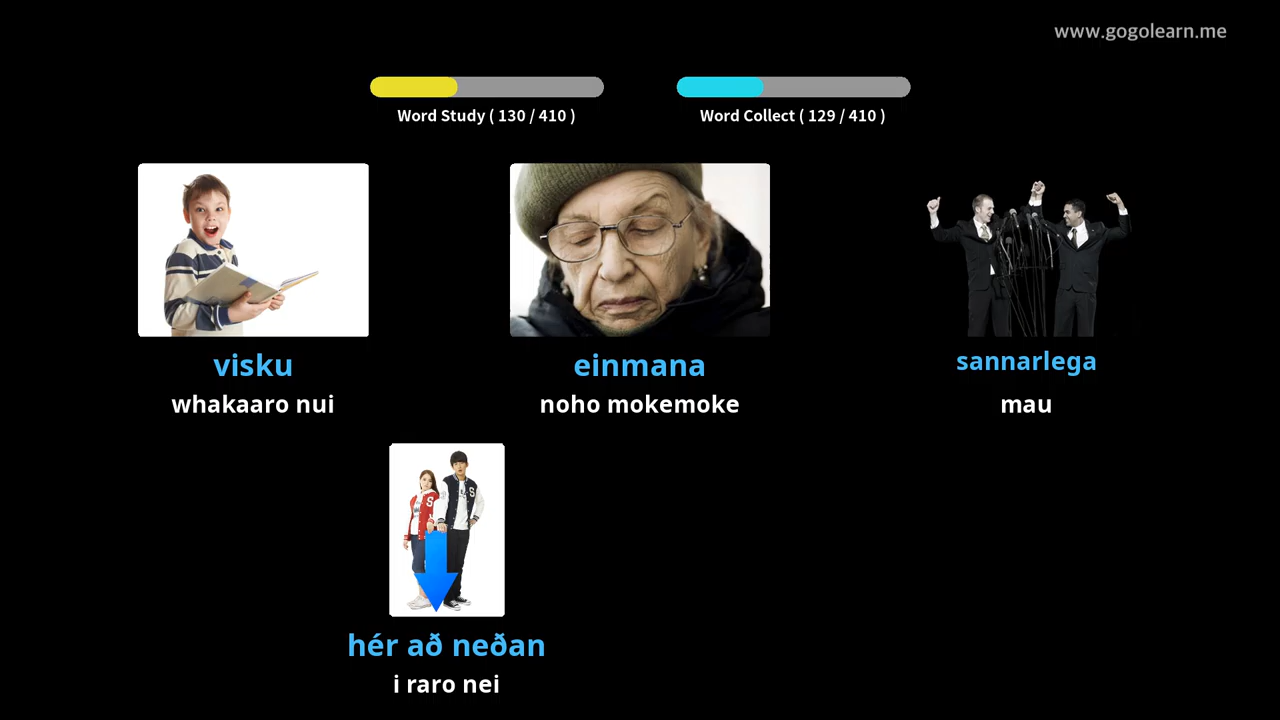 www.gogolearn.me
Word Study ( 130 / 410 )
Word Collect ( 129 / 410 )
visku
whakaaro nui
einmana
noho mokemoke
sannarlega
mau
S
S
hér að neðan
i raro nei